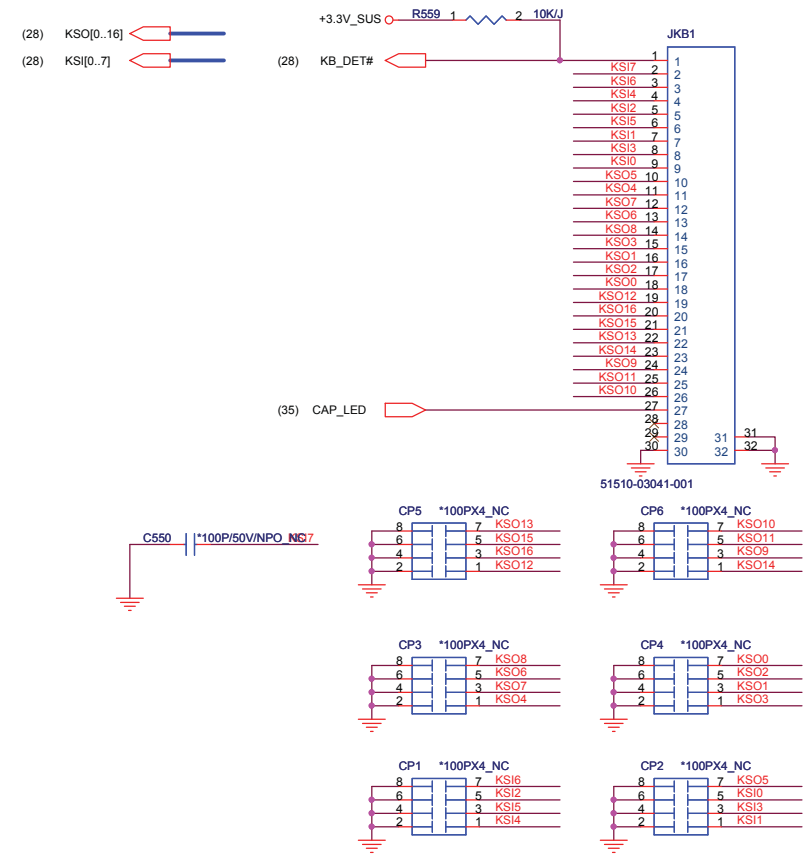 +3.3V_SUS R559 1 2 10K/J
(28) KSO[0..16]
(28) KSI[0..7]
(28) KB_DET#
JKB1
1 1
KSI7 2 2
KSI6 3 3
KSI4 4 4
KSI2 5 5
KSI5 6 6
KSI1 7 7
KSI3 8 8
KSI0 9 9
KSO5 10 10
KSO4 11 11
KSO7 12 12
KSO6 13 13
KSO8 14 14
KSO3 15 15
KSO1 16 16
KSO2 17 17
KSO0 18 18
KSO12 19 19
KSO16 20 20
KSO15 21 21
KSO13 22 22
KSO14 23 23
KSO9 24 24
KSO11 25 25
KSO10 26 26
(35) CAP_LED 27 27
28 28
29 29 31 31
30 30 32 32
51510-03041-001
C550 *100P/50V/NPO_NC
CP5 *100PX4_NC
8 7 KSO13
6 5 KSO15
4 3 KSO16
2 1 KSO12
CP6 *100PX4_NC
8 7 KSO10
6 5 KSO11
4 3 KSO9
2 1 KSO14
CP3 *100PX4_NC
8 7 KSO8
6 5 KSO6
4 3 KSO7
2 1 KSO4
CP4 *100PX4_NC
8 7 KSO0
6 5 KSO2
4 3 KSO1
2 1 KSO3
CP1 *100PX4_NC
8 7 KSI6
6 5 KSI2
4 3 KSI5
2 1 KSI4
CP2 *100PX4_NC
8 7 KSO5
6 5 KSI0
4 3 KSI3
2 1 KSI1